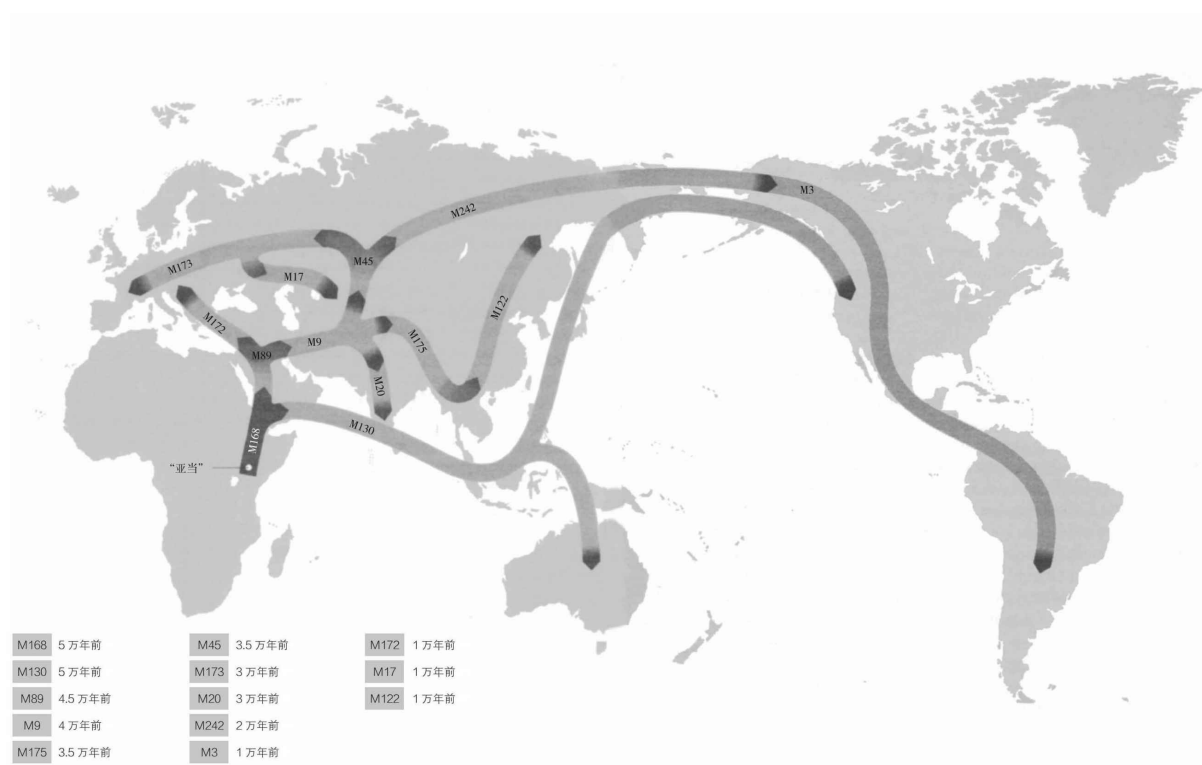 M3
M242
M45
M173
M17
M122
M172
M9
M175
M89
M20
M130
M168
“亚当”
M168 5 万年前
M130 5 万年前
M89 4.5 万年前
M9 4 万年前
M175 3.5 万年前
M45 3.5 万年前
M173 3 万年前
M20 3 万年前
M242 2 万年前
M3 1 万年前
M172 1 万年前
M17 1 万年前
M122 1 万年前